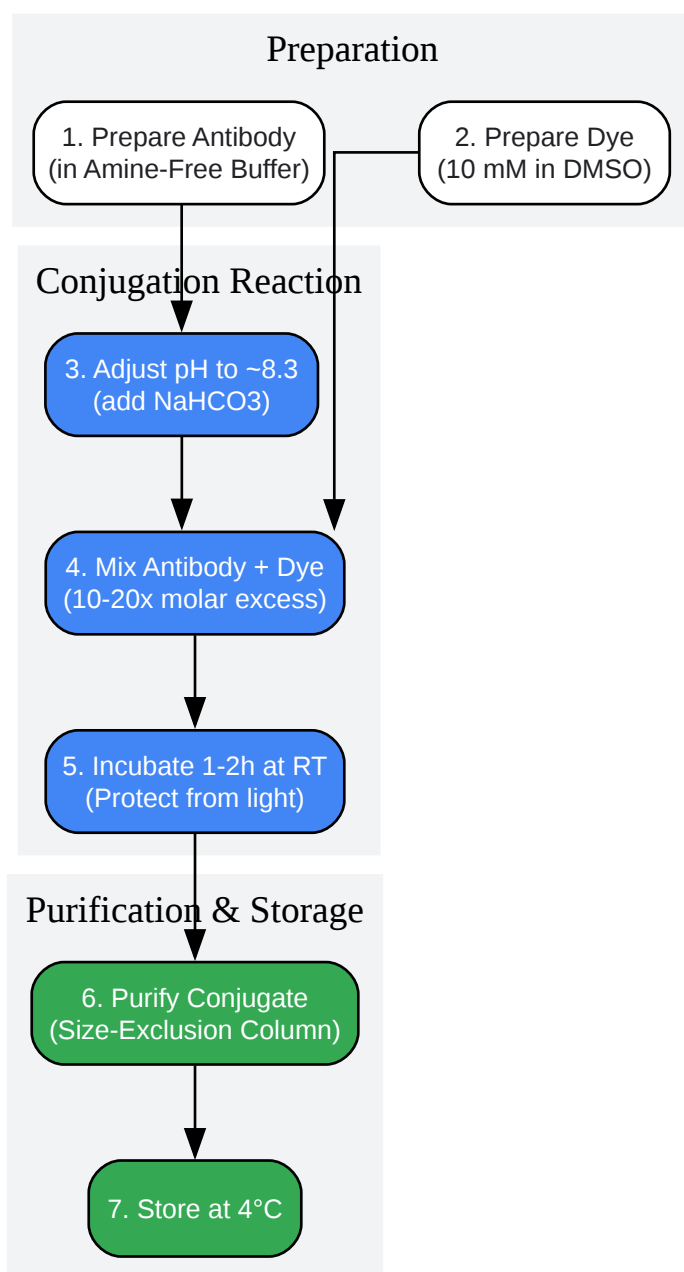 Preparation
1. Prepare Antibody
(in Amine-Free Buffer)
2. Prepare Dye
(10 mM in DMSO)
Conjugation Reaction
3. Adjust pH to ~8.3
(add NaHCO3)
4. Mix Antibody + Dye
(10-20x molar excess)
5. Incubate 1-2h at RT
(Protect from light)
Purification & Storage
6. Purify Conjugate
(Size-Exclusion Column)
7. Store at 4°C